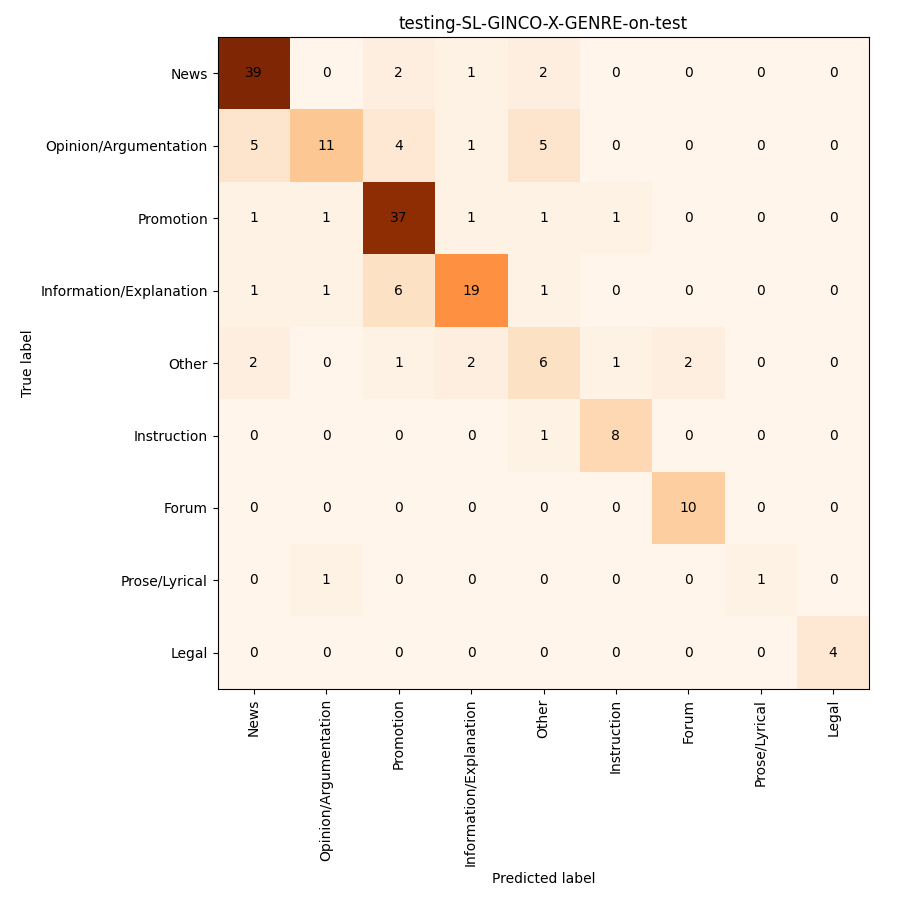 testing-SL-GINCO-X-GENRE-on-test
News 39 0 2 1 2 0 0 0 0
Opinion/Argumentation 5 11 4 1 5 0 0 0 0
Promotion 1 1 37 1 1 1 0 0 0
Information/Explanation 1 1 6 19 1 0 0 0 0
Other 2 0 1 2 6 1 2 0 0
Instruction 0 0 0 0 1 8 0 0 0
Forum 0 0 0 0 0 0 10 0 0
Prose/Lyrical 0 1 0 0 0 0 0 1 0
Legal 0 0 0 0 0 0 0 0 4
True label
News
Opinion/Argumentation
Promotion
Information/Explanation
Other
Instruction
Forum
Prose/Lyrical
Legal
Predicted label